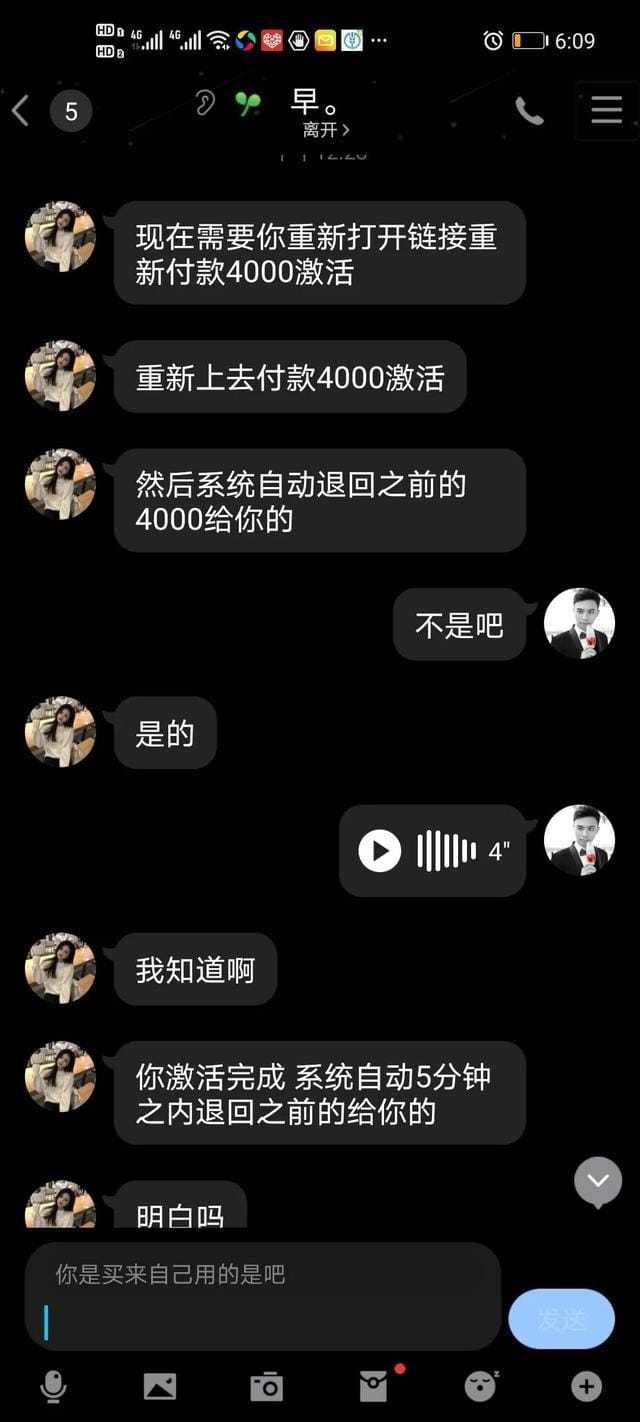 HD 1 4G 4G 6:09
HD 2
5
早。
离开
现在需要你重新打开链接重
新付款4000激活
重新上去付款4000激活
然后系统自动退回之前的
4000给你的
不是吧
是的
4"
我知道啊
你激活完成 系统自动5分钟
之内退回之前的给你的
明白吗
你是买来自己用的是吧
发送